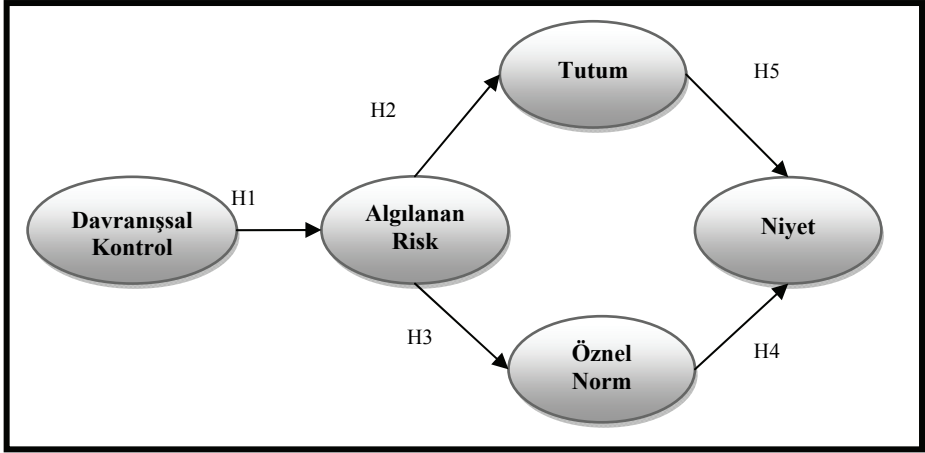 Tutum
H5
H2
H1
Davranışsal
Kontrol
Algılanan
Risk
Niyet
H3
Öznel
Norm
H4